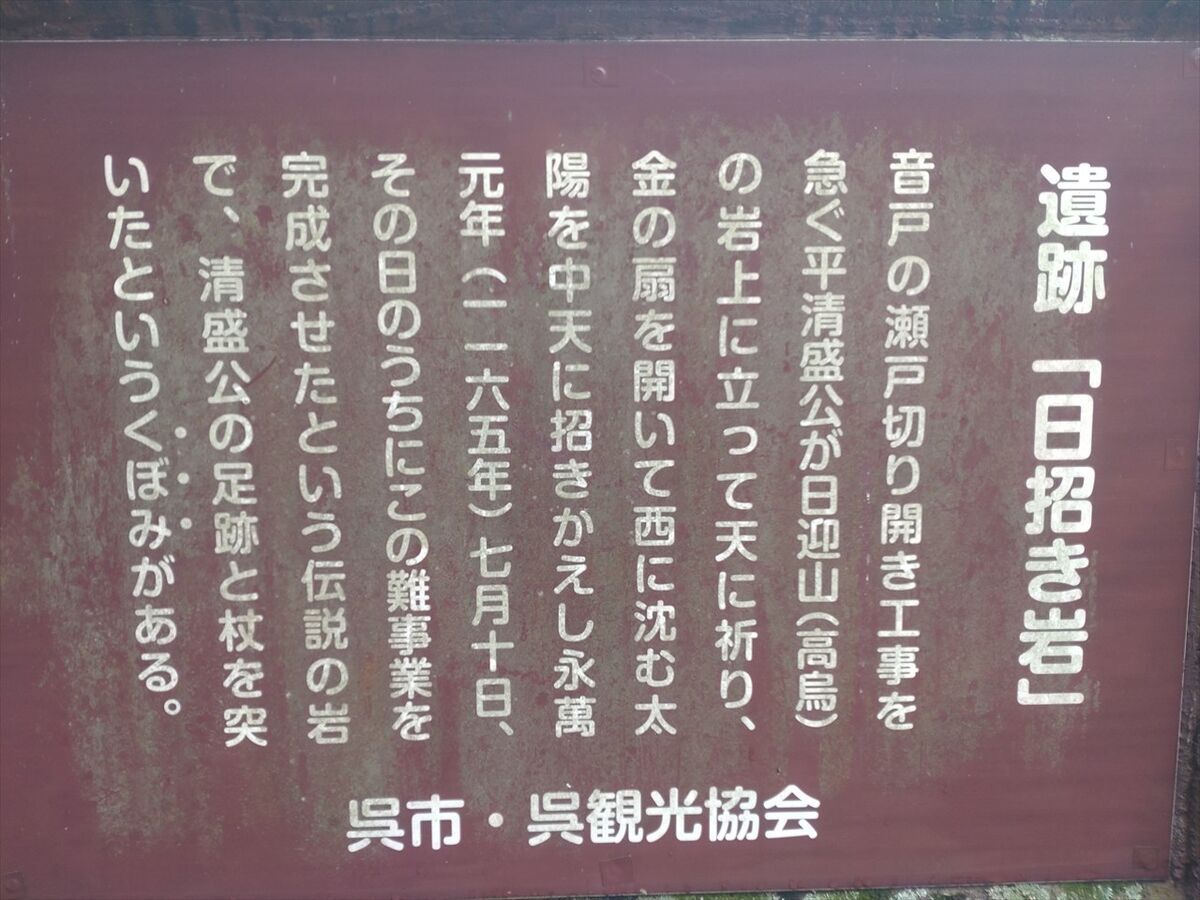 遺跡「日招き岩」
音戸の瀬戸切り開き工事を
急ぐ平清盛公が日迎山(高烏)
の岩上に立って天に祈り、
金の扇を開いて西に沈む太
陽を中天に招きかえし永萬
元年(一一六五年)七月十日、
その日のうちにこの難事業を
完成させたという伝説の岩
で、清盛公の足跡と杖を突
いたというくぼみがある。
呉市・呉観光協会